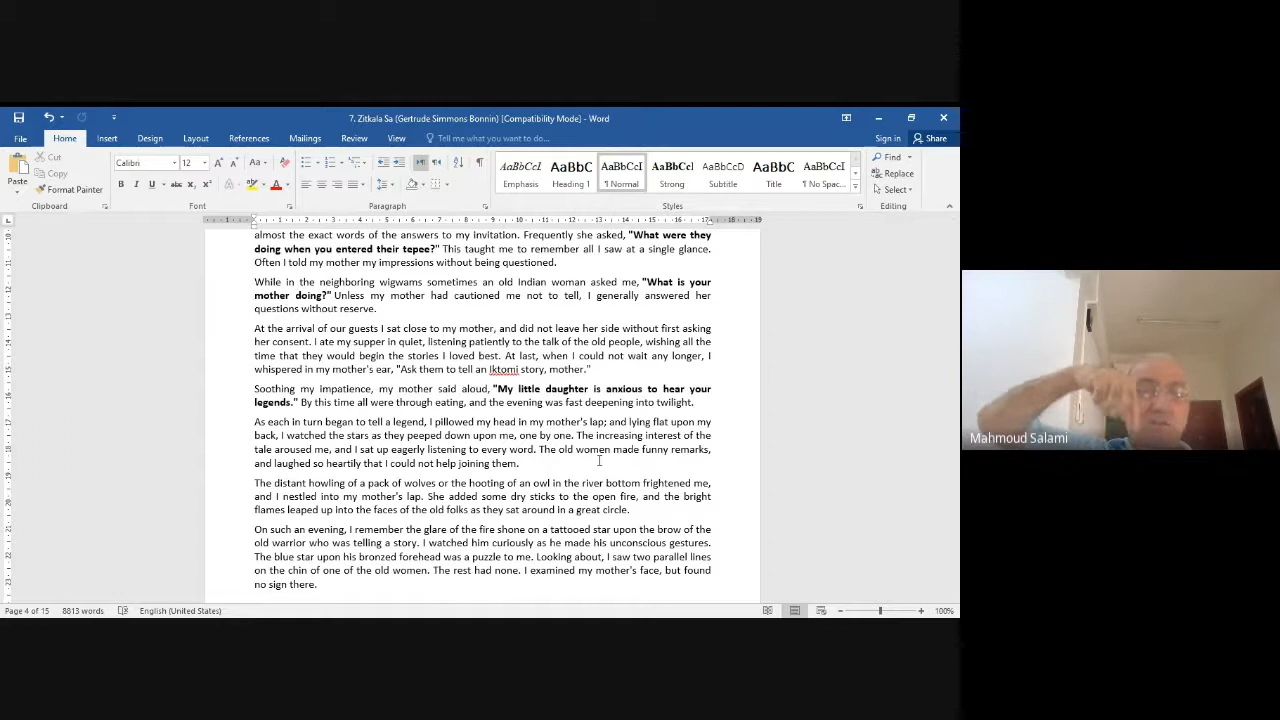 7. Zitkala Sa (Gertrude Simmons Bonnin) [Compatibility Mode] - Word
File Home Insert Design Layout References Mailings Review View Tell me what you want to do... Sign in Share
Paste Cut Copy Format Painter
Clipboard
Calibri 12
Font
Paragraph
AaBbCcI AaBbC AaBbCcI AaBbCcl AaBbCcD AaBbC AaBbCcI
Emphasis Heading 1 ¶ Normal Strong Subtitle Title ¶ No Spac...
Styles
Find
Replace
Select
Editing
almost the exact words of the answers to my invitation. Frequently she asked, "What were they
doing when you entered their tepee?" This taught me to remember all I saw at a single glance.
Often I told my mother my impressions without being questioned.
While in the neighboring wigwams sometimes an old Indian woman asked me, "What is your
mother doing?" Unless my mother had cautioned me not to tell, I generally answered her
questions without reserve.
At the arrival of our guests I sat close to my mother, and did not leave her side without first asking
her consent. I ate my supper in quiet, listening patiently to the talk of the old people, wishing all the
time that they would begin the stories I loved best. At last, when I could not wait any longer, I
whispered in my mother's ear, "Ask them to tell an Iktomi story, mother."
Soothing my impatience, my mother said aloud, "My little daughter is anxious to hear your
legends." By this time all were through eating, and the evening was fast deepening into twilight.
As each in turn began to tell a legend, I pillowed my head in my mother's lap; and lying flat upon my
back, I watched the stars as they peeped down upon me, one by one. The increasing interest of the
tale aroused me, and I sat up eagerly listening to every word. The old women made funny remarks,
and laughed so heartily that I could not help joining them.
The distant howling of a pack of wolves or the hooting of an owl in the river bottom frightened me,
and I nestled into my mother's lap. She added some dry sticks to the open fire, and the bright
flames leaped up into the faces of the old folks as they sat around in a great circle.
On such an evening, I remember the glare of the fire shone on a tattooed star upon the brow of the
old warrior who was telling a story. I watched him curiously as he made his unconscious gestures.
The blue star upon his bronzed forehead was a puzzle to me. Looking about, I saw two parallel lines
on the chin of one of the old women. The rest had none. I examined my mother's face, but found
no sign there.
Page 4 of 15 8813 words English (United States) 100%
Mahmoud Salami